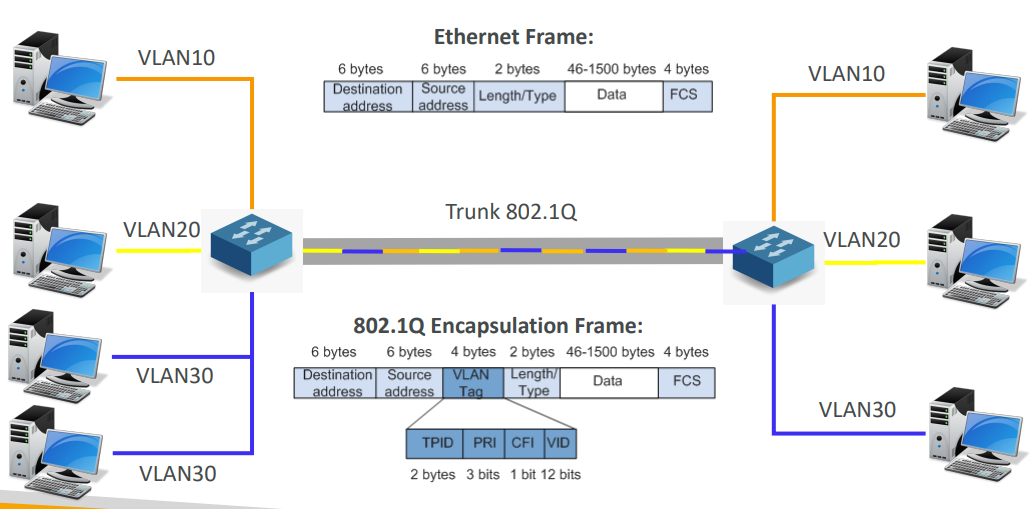 Ethernet Frame:
6 bytes 6 bytes 2 bytes 46-1500 bytes 4 bytes
Destination address Source address Length/Type Data FCS
VLAN10
VLAN10
VLAN20
Trunk 802.1Q
VLAN20
802.1Q Encapsulation Frame:
6 bytes 6 bytes 4 bytes 2 bytes 46-1500 bytes 4 bytes
Destination address Source address VLAN Tag Length/ Type Data FCS
VLAN30
VLAN30
TPID PRI CFI VID
2 bytes 3 bits 1 bit 12 bits
VLAN30